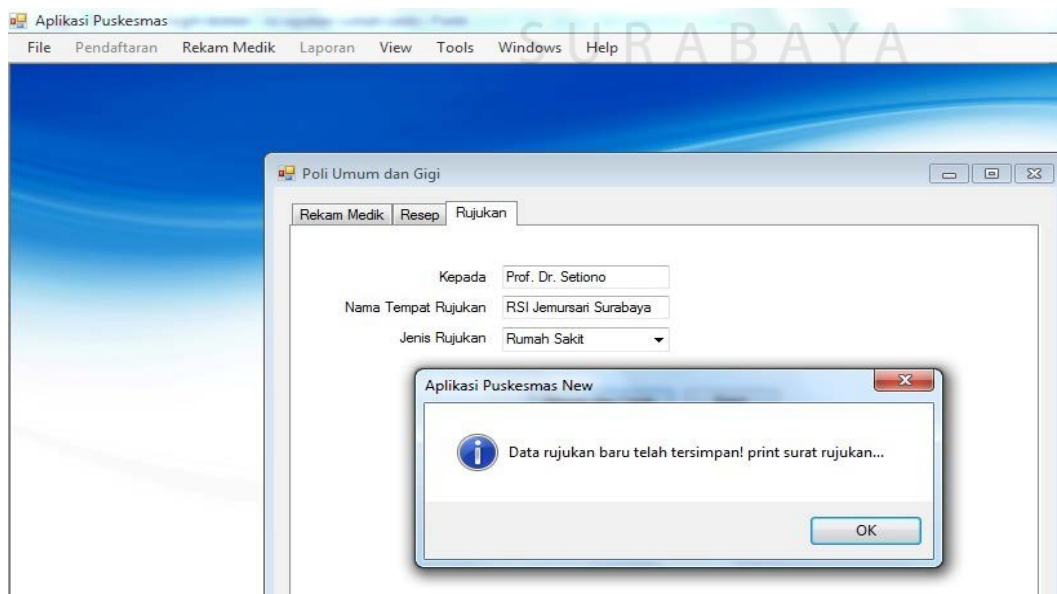 Aplikasi Puskesmas
SURABAYA
File Pendaftaran Rekam Medik Laporan View Tools Windows Help
Poli Umum dan Gigi
Rekam Medik Resep Rujukan
Kepada Prof. Dr. Setiono
Nama Tempat Rujukan RSI Jemursari Surabaya
Jenis Rujukan Rumah Sakit
Aplikasi Puskesmas New
Data rujukan baru telah tersimpan! print surat rujukan...
OK